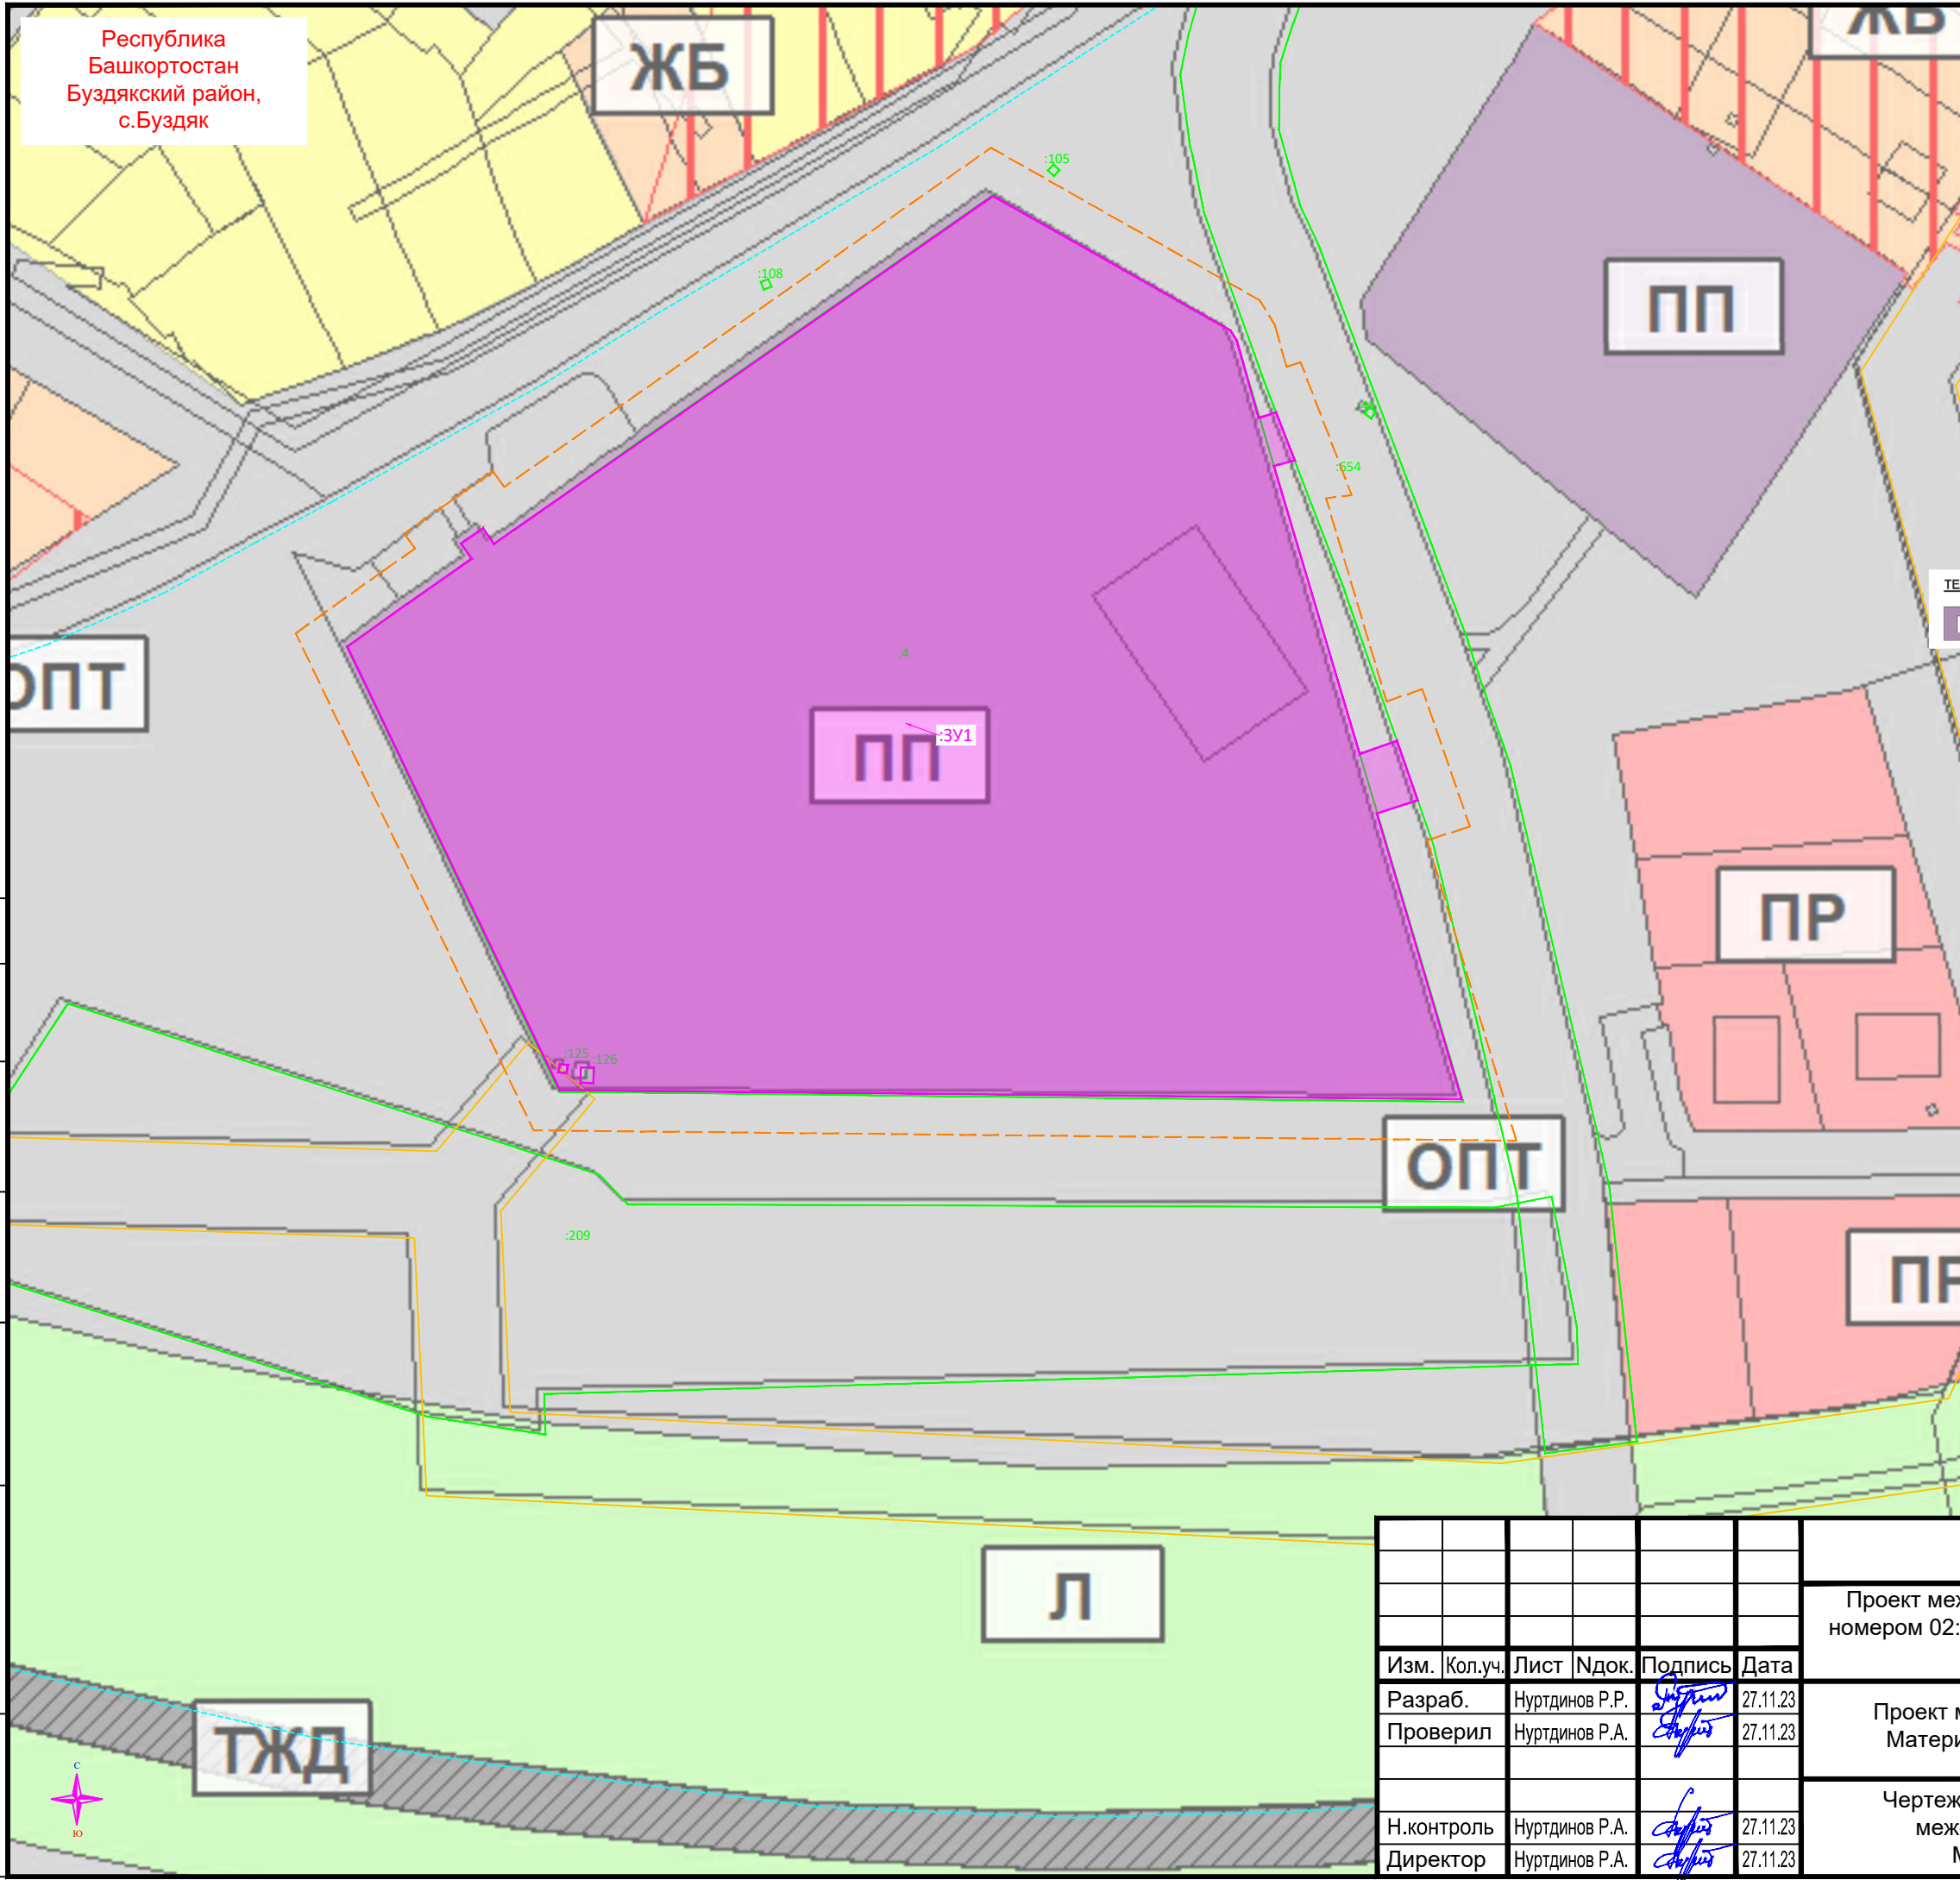 Республика
Башкортостан
Буздякский район,
с.Буздяк
ЖБ
ЖБ
:105
:108
ПП
:654
ТЕ
ОПТ
:4
ПП
:ЗУ1
ПР
:125
:126
ОПТ
:209
ПР
Л
ТЖД
С
Ю
Проект меж
номером 02:
Изм. Кол.уч. Лист Nдок. Подпись Дата
Разраб. Нуртдинов Р.Р. 27.11.23
Проверил Нуртдинов Р.А. 27.11.23
Проект м
Матери
Чертеж
меж
М
Н.контроль Нуртдинов Р.А. 27.11.23
Директор Нуртдинов Р.А. 27.11.23